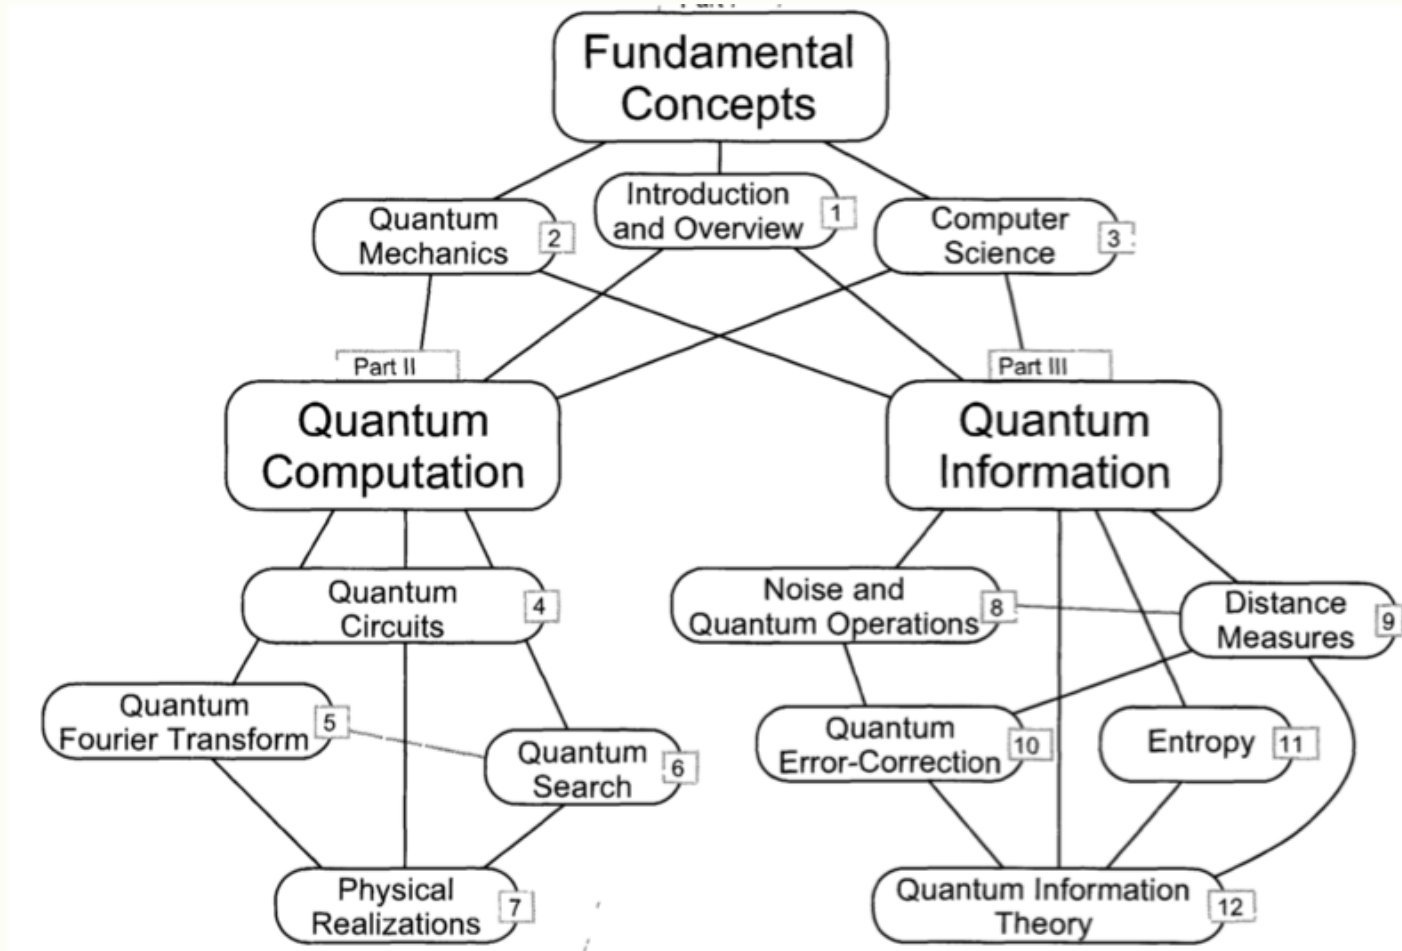 Fundamental
Concepts
Introduction
and Overview
1
Quantum
Mechanics
2
Computer
Science
3
Part II
Quantum
Computation
Part III
Quantum
Information
Quantum
Circuits
4
Noise and
Quantum Operations
8
Distance
Measures
9
Quantum
Fourier Transform
5
Quantum
Search
6
Quantum
Error-Correction
10
Entropy
11
Physical
Realizations
7
Quantum Information
Theory
12